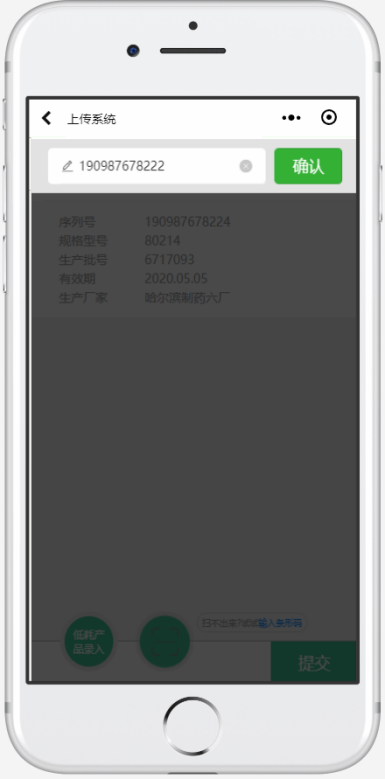 上传系统
190987678222 确认
序列号 190987678224
规格型号 80214
生产批号 6717093
有效期 2020.05.05
生产厂家 哈尔滨制药六厂
扫不出来?试试输入条形码
低耗产
品录入
提交